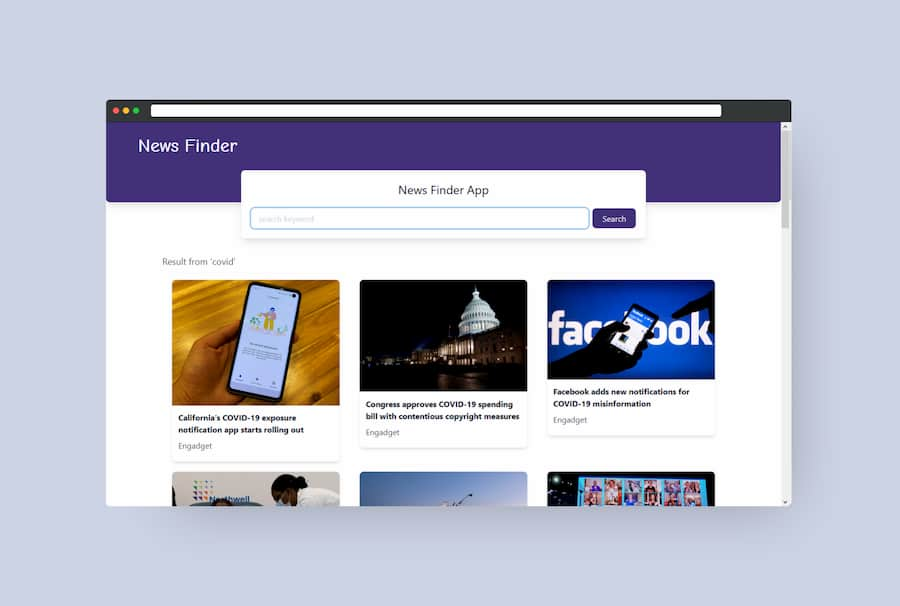 News Finder
News Finder App
search keyword
Search
Result from 'covid'
facebook
California's COVID-19 exposure
notification app starts rolling out
Engadget
Congress approves COVID-19 spending
bill with contentious copyright measures
Engadget
Facebook adds new notifications for
COVID-19 misinformation
Engadget
Northwell